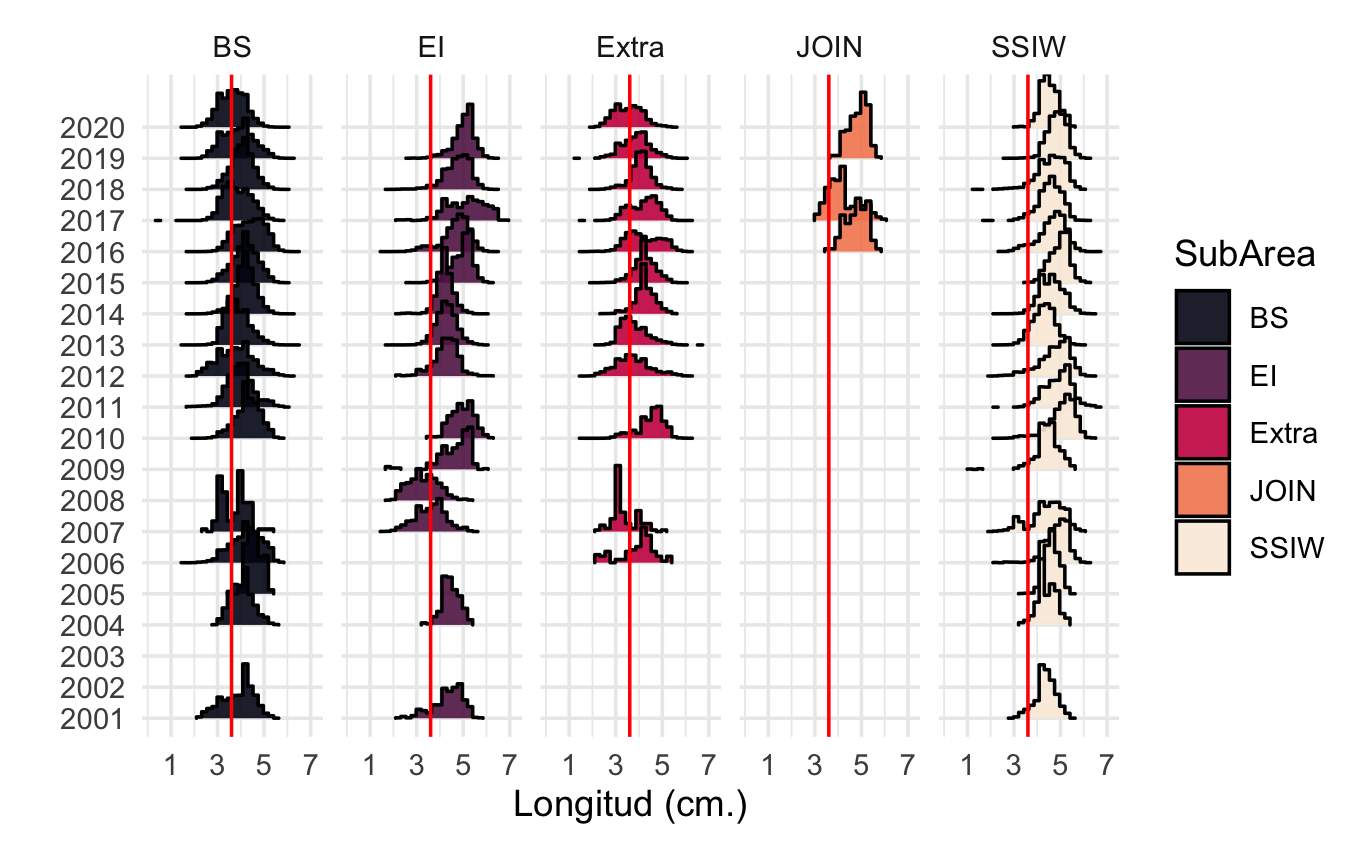 BS EI Extra JOIN SSIW
2020
2019
2018
2017
2016
2015
2014
2013
2012
2011
2010
2009
2008
2007
2006
2005
2004
2003
2002
2001
1 3 5 7 1 3 5 7 1 3 5 7 1 3 5 7 1 3 5 7
Longitud (cm.)
SubArea
BS
EI
Extra
JOIN
SSIW